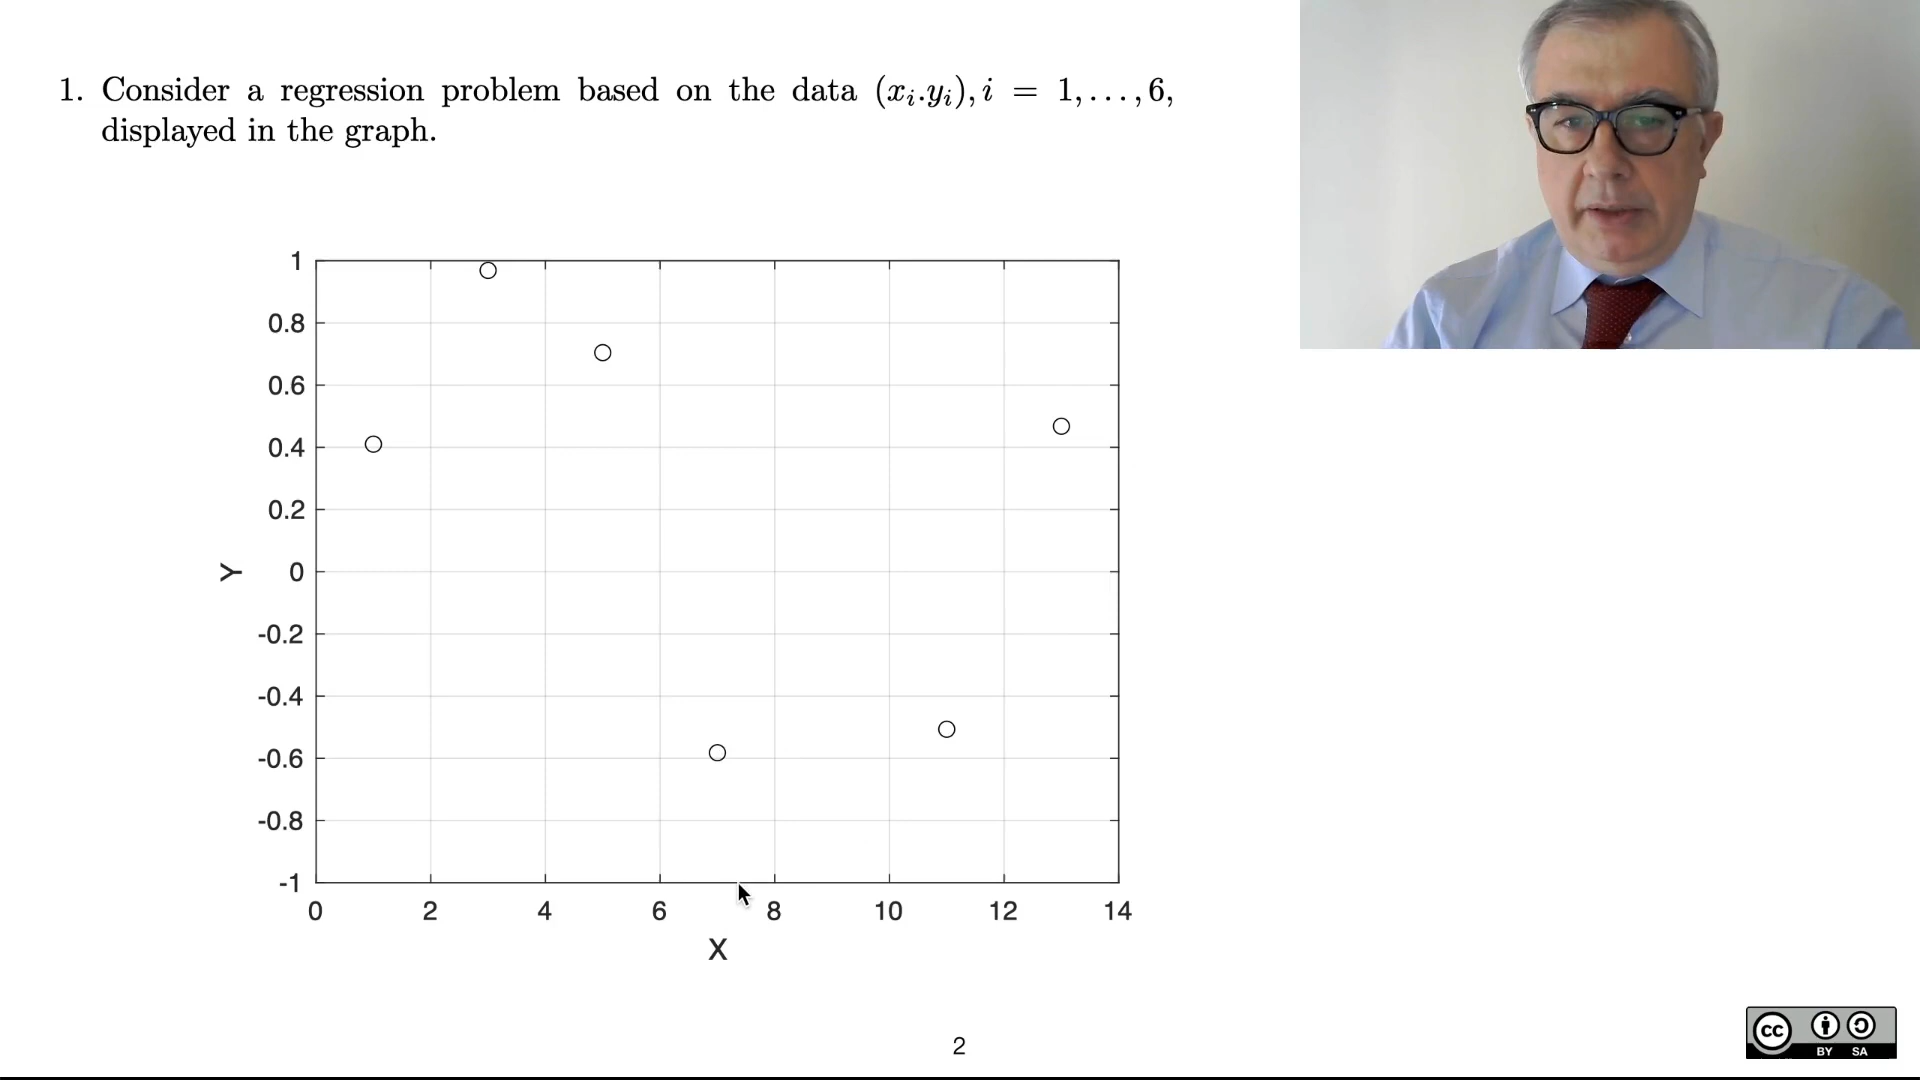 1. Consider a regression problem based on the data (xᵢ.yᵢ), i = 1, . . . , 6,
displayed in the graph.
1
0.8
0.6
0.4
0.2
0
-0.2
-0.4
-0.6
-0.8
-1
Y
0 2 4 6 8 10 12 14
X
2
cc
BY SA